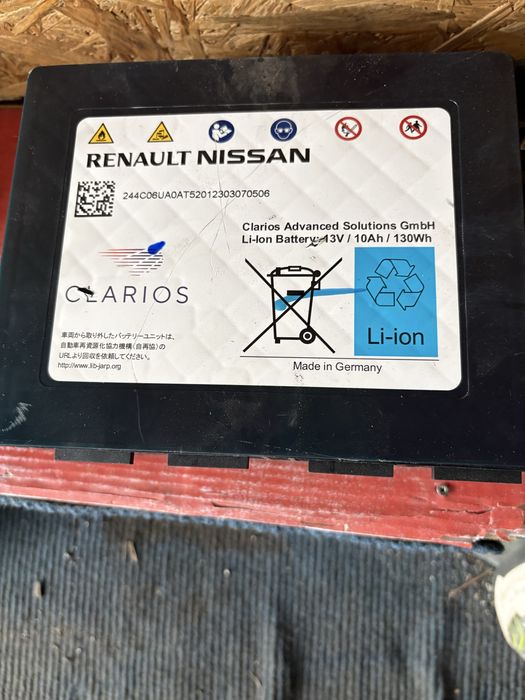 RENAULT NISSAN
244C06UA0AT52012303070506
Clarios Advanced Solutions GmbH
Li-Ion Battery: 13V / 10Ah / 130Wh
CLARIOS
Li-ion
車両から取り外したバッテリーユニットは、
自動車再資源化協力機構（自再協）の
URLより回収を依頼してください。
http://www.lib-jarp.org
Made in Germany